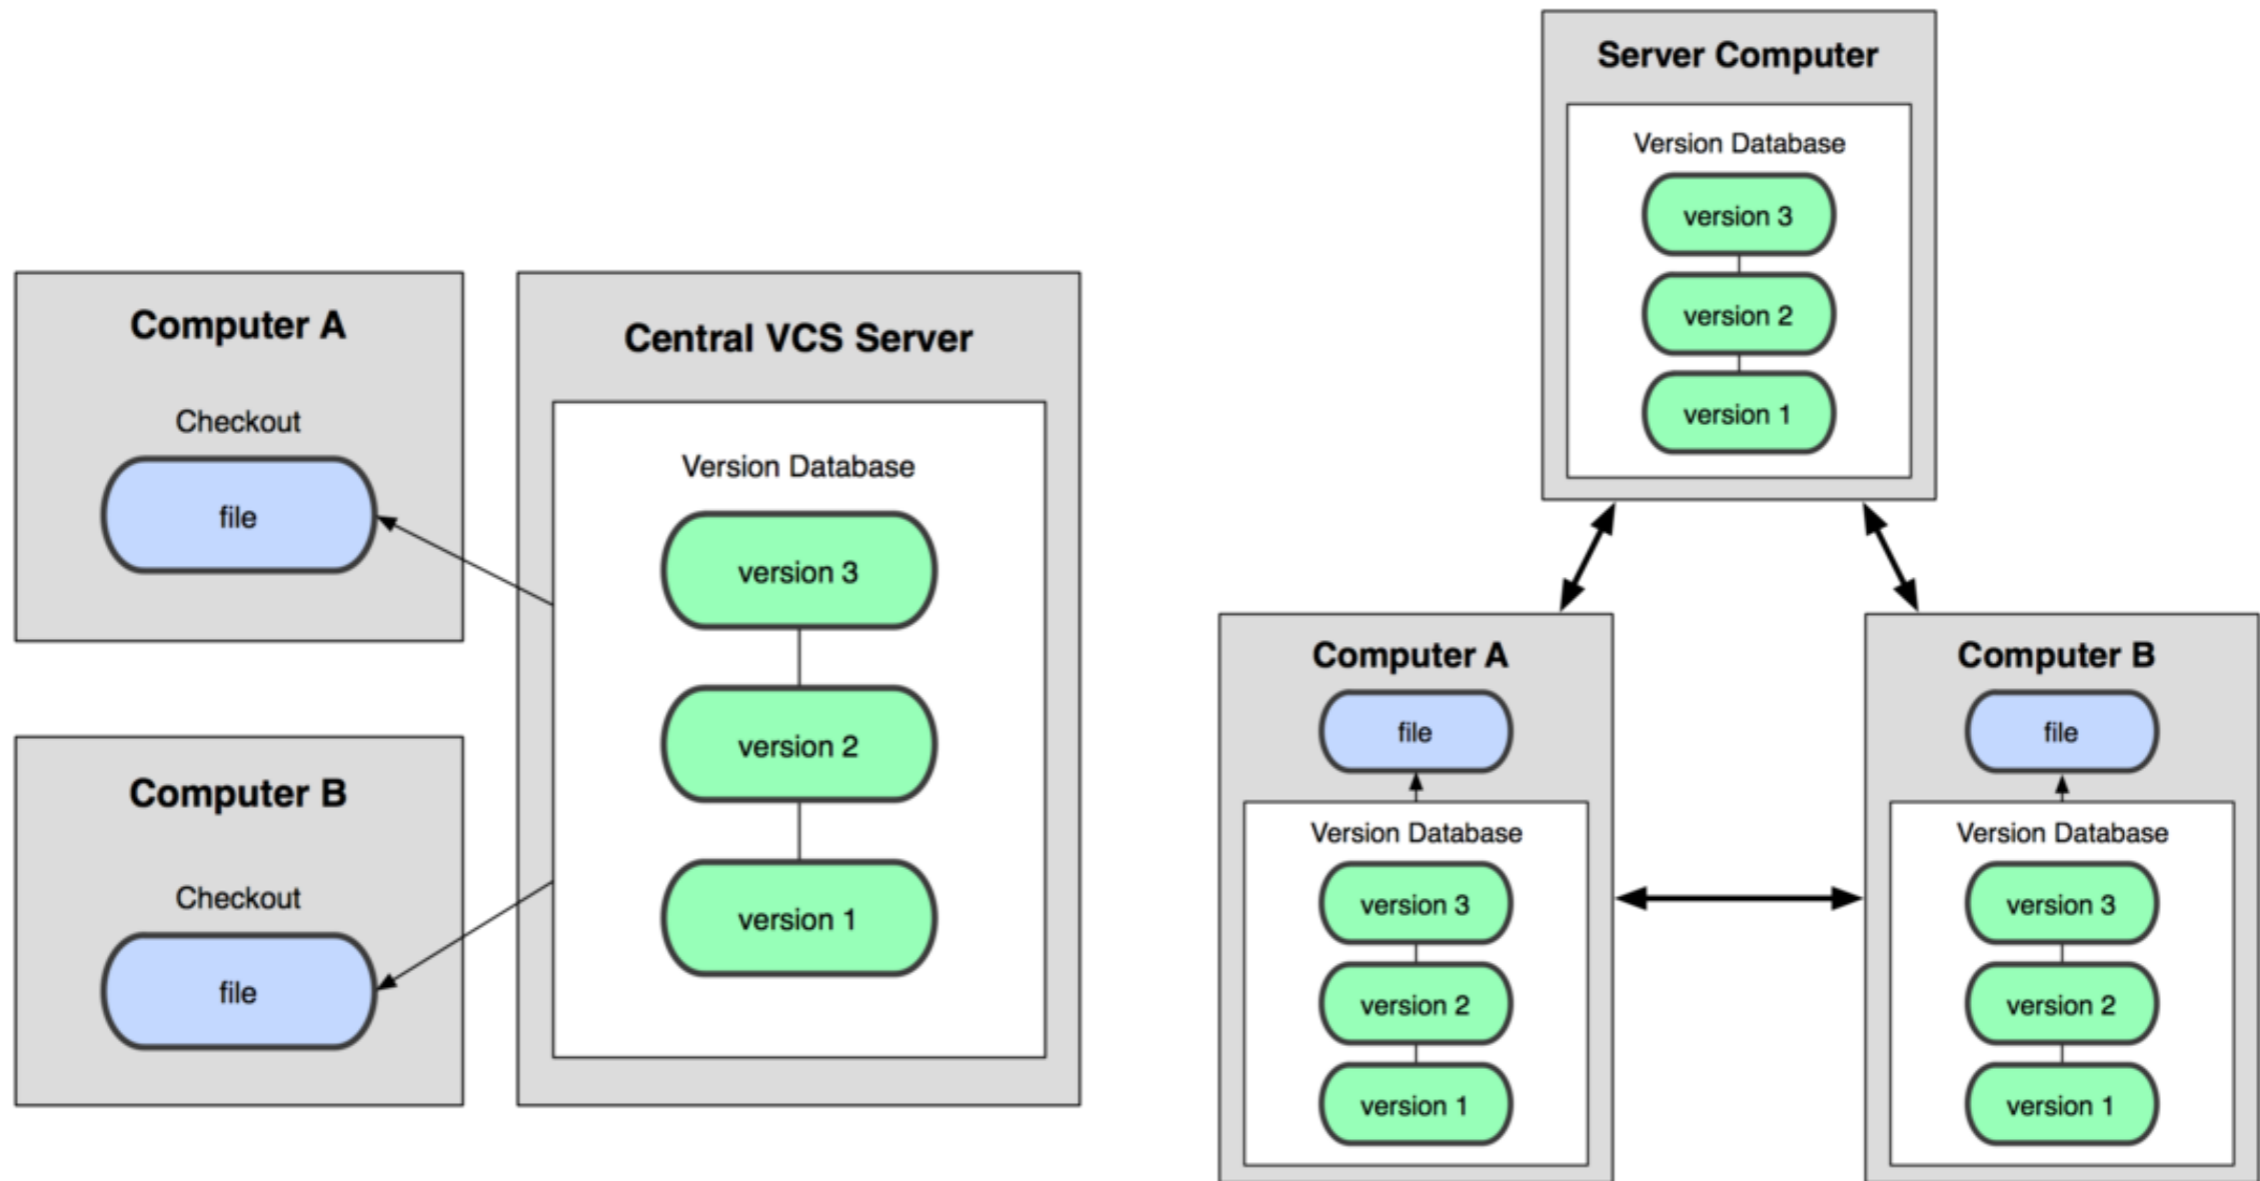 Computer A
Checkout
file
Computer B
Checkout
file
Central VCS Server
Version Database
version 3
version 2
version 1
Server Computer
Version Database
version 3
version 2
version 1
Computer A
file
Version Database
version 3
version 2
version 1
Computer B
file
Version Database
version 3
version 2
version 1